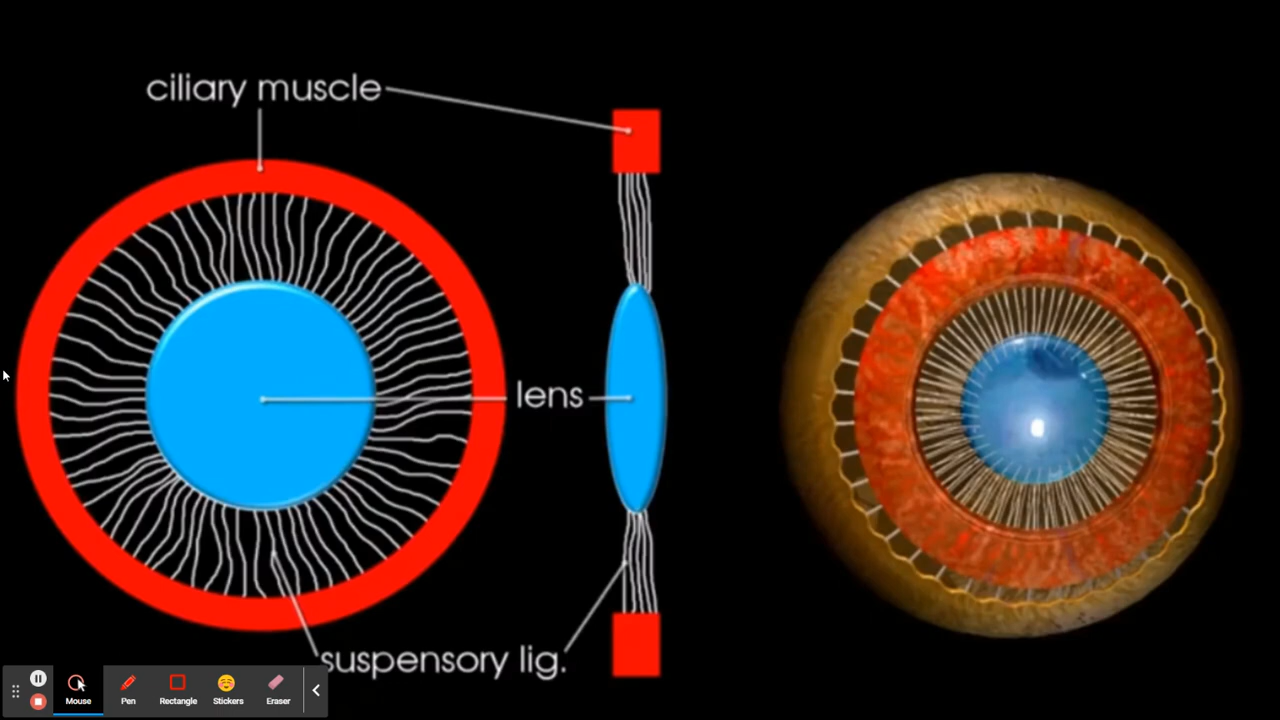 ciliary muscle
lens
suspensory lig.
Mouse
Pen
Rectangle
Stickers
Eraser